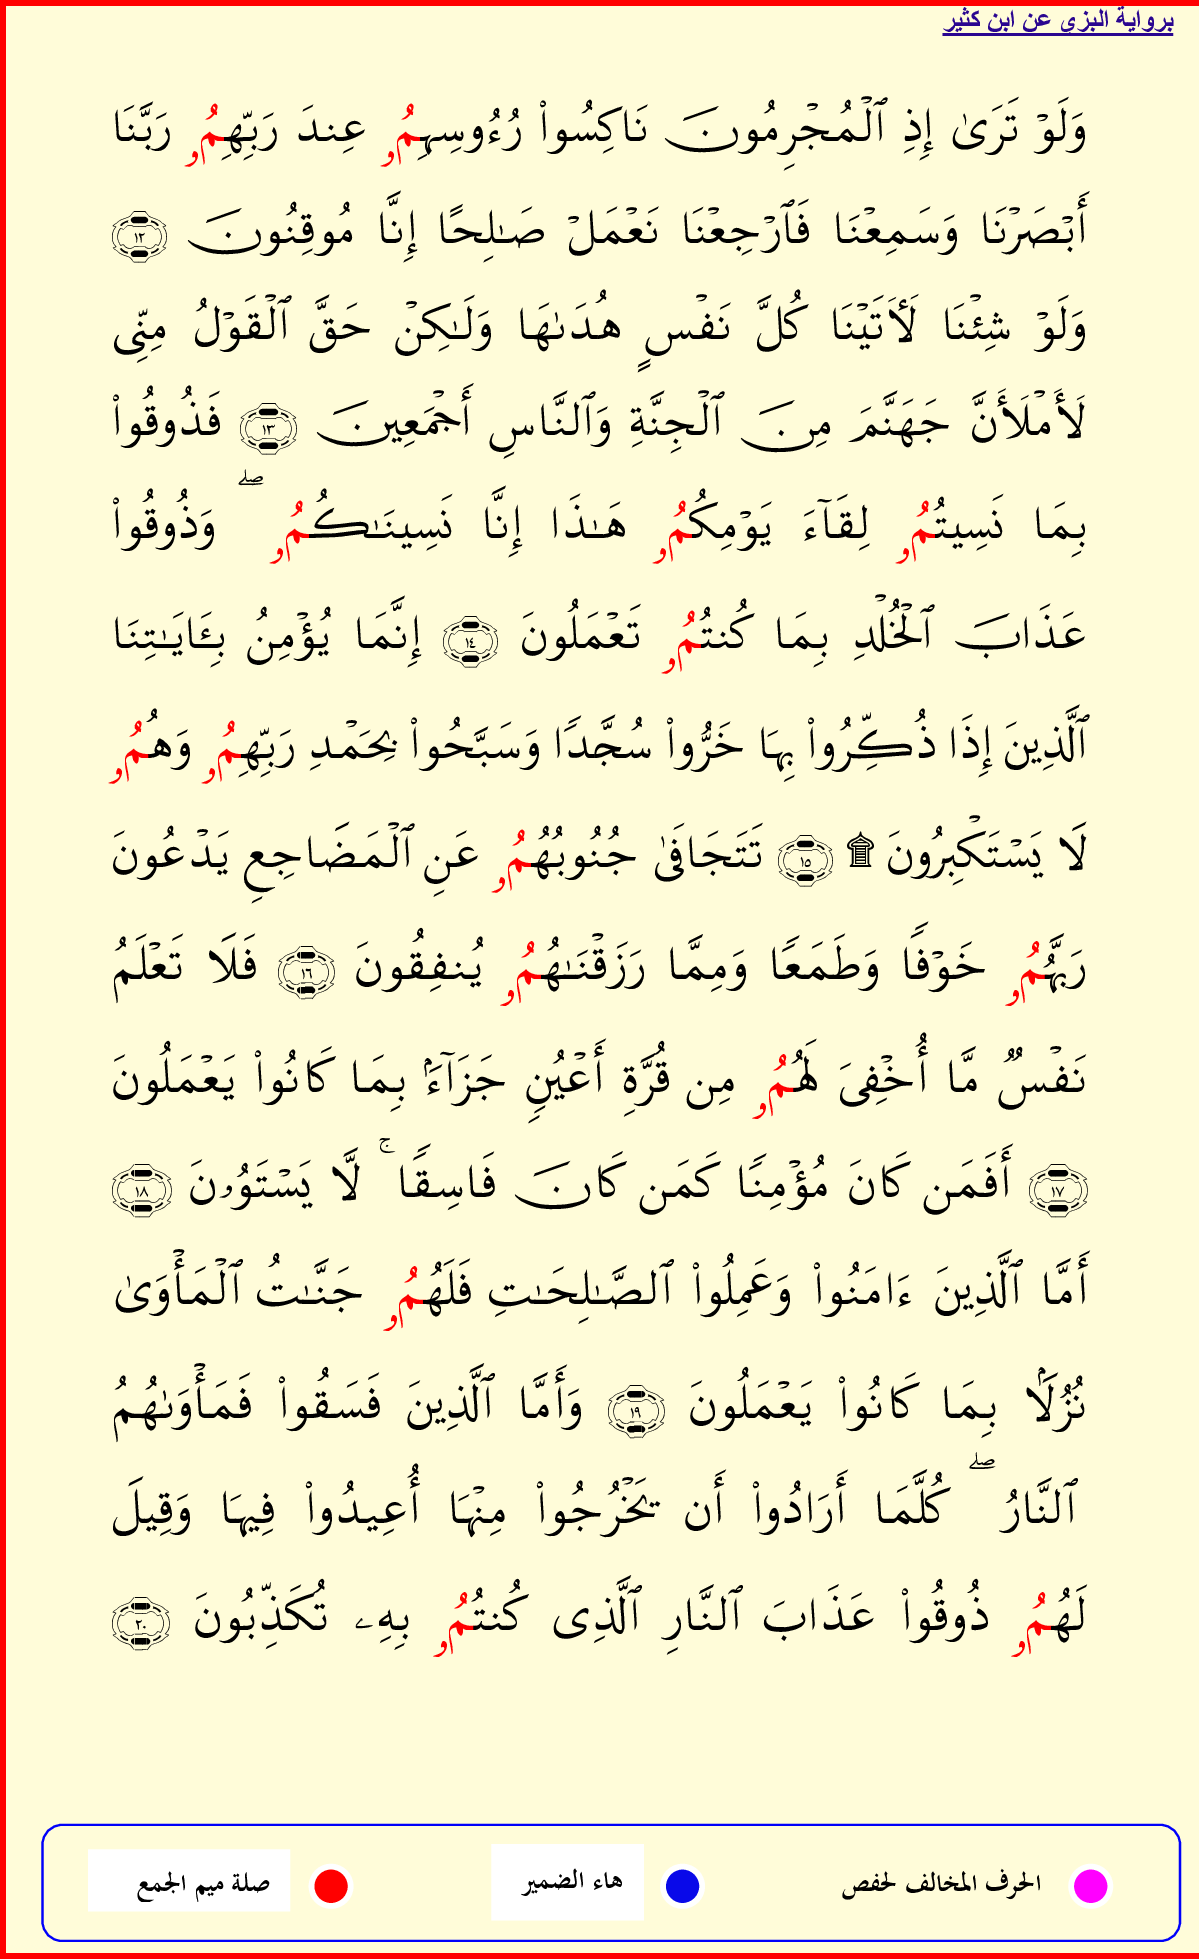 برواية البزى عن ابن كثير
وَلَوۡ تَرَىٰٓ إِذِ ٱلۡمُجۡرِمُونَ نَاكِسُواْ رُءُوسِهِمُۥ عِندَ رَبِّهِمُۥ رَبَّنَا
أَبۡصَرۡنَا وَسَمِعۡنَا فَٱرۡجِعۡنَا نَعۡمَلۡ صَٰلِحًا إِنَّا مُوقِنُونَ ١٢
وَلَوۡ شِئۡنَا لَأٓتَيۡنَا كُلَّ نَفۡسٍ هُدَىٰهَا وَلَٰكِنۡ حَقَّ ٱلۡقَوۡلُ مِنِّي
لَأَمۡلَأَنَّ جَهَنَّمَ مِنَ ٱلۡجِنَّةِ وَٱلنَّاسِ أَجۡمَعِينَ ١٣ فَذُوقُواْ
بِمَا نَسِيتُمُۥ لِقَآءَ يَوۡمِكُمُۥ هَٰذَا إِنَّا نَسِينَٰكُمُۥۖ وَذُوقُواْ
عَذَابَ ٱلۡخُلۡدِ بِمَا كُنتُمُۥ تَعۡمَلُونَ ١٤ إِنَّمَا يُؤۡمِنُ بِـَٔايَٰتِنَا
ٱلَّذِينَ إِذَا ذُكِّرُواْ بِهَا خَرُّواْ سُجَّدٗا وَسَبَّحُواْ بِحَمۡدِ رَبِّهِمُۥ وَهُمُۥ
لَا يَسۡتَكۡبِرُونَ ۩ ١٥ تَتَجَافَىٰ جُنُوبُهُمُۥ عَنِ ٱلۡمَضَاجِعِ يَدۡعُونَ
رَبَّهُمُۥ خَوۡفٗا وَطَمَعٗا وَمِمَّا رَزَقۡنَٰهُمُۥ يُنفِقُونَ ١٦ فَلَا تَعۡلَمُ
نَفۡسٞ مَّا أُخۡفِيَ لَهُمُۥ مِن قُرَّةِ أَعۡيُنٖ جَزَآءَۢ بِمَا كَانُواْ يَعۡمَلُونَ
١٧ أَفَمَن كَانَ مُؤۡمِنٗا كَمَن كَانَ فَاسِقٗاۚ لَّا يَسۡتَوُۥنَ ١٨
أَمَّا ٱلَّذِينَ ءَامَنُواْ وَعَمِلُواْ ٱلصَّٰلِحَٰتِ فَلَهُمُۥ جَنَّٰتُ ٱلۡمَأۡوَىٰ
نُزُلَۢا بِمَا كَانُواْ يَعۡمَلُونَ ١٩ وَأَمَّا ٱلَّذِينَ فَسَقُواْ فَمَأۡوَىٰهُمُ
ٱلنَّارُۖ كُلَّمَا أَرَادُواْ أَن يَخۡرُجُواْ مِنۡهَا أُعِيدُواْ فِيهَا وَقِيلَ
لَهُمُۥ ذُوقُواْ عَذَابَ ٱلنَّارِ ٱلَّذِي كُنتُمُۥ بِهِۦ تُكَذِّبُونَ ٢٠
الحرف المخالف لحفص هاء الضمير صلة ميم الجمع